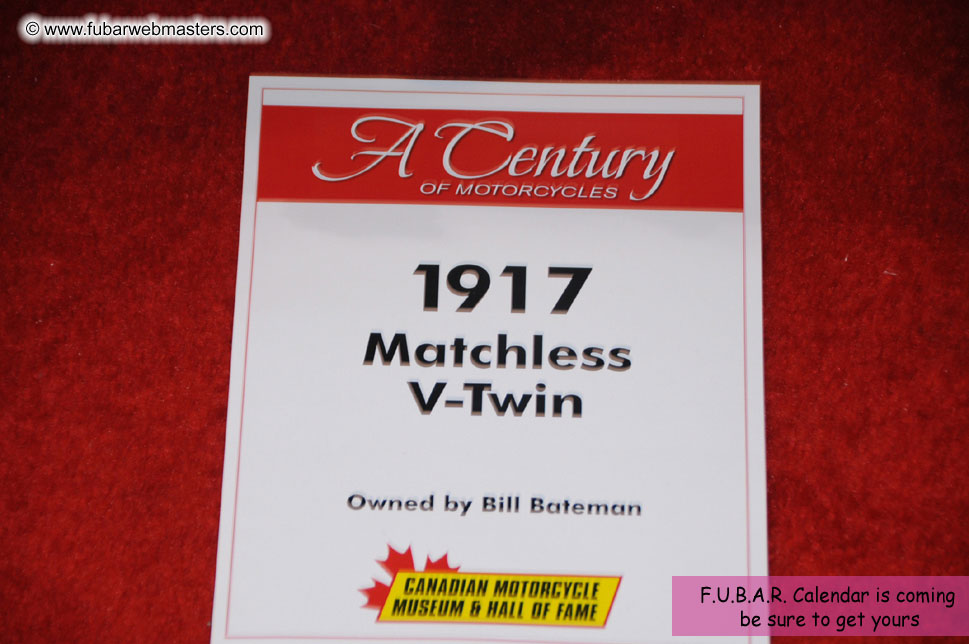 © www.fubarwebmasters.com
A Century
OF MOTORCYCLES
1917
Matchless
V-Twin
Owned by Bill Bateman
CANADIAN MOTORCYCLE
MUSEUM & HALL OF FAME
F.U.B.A.R. Calendar is coming
be sure to get yours